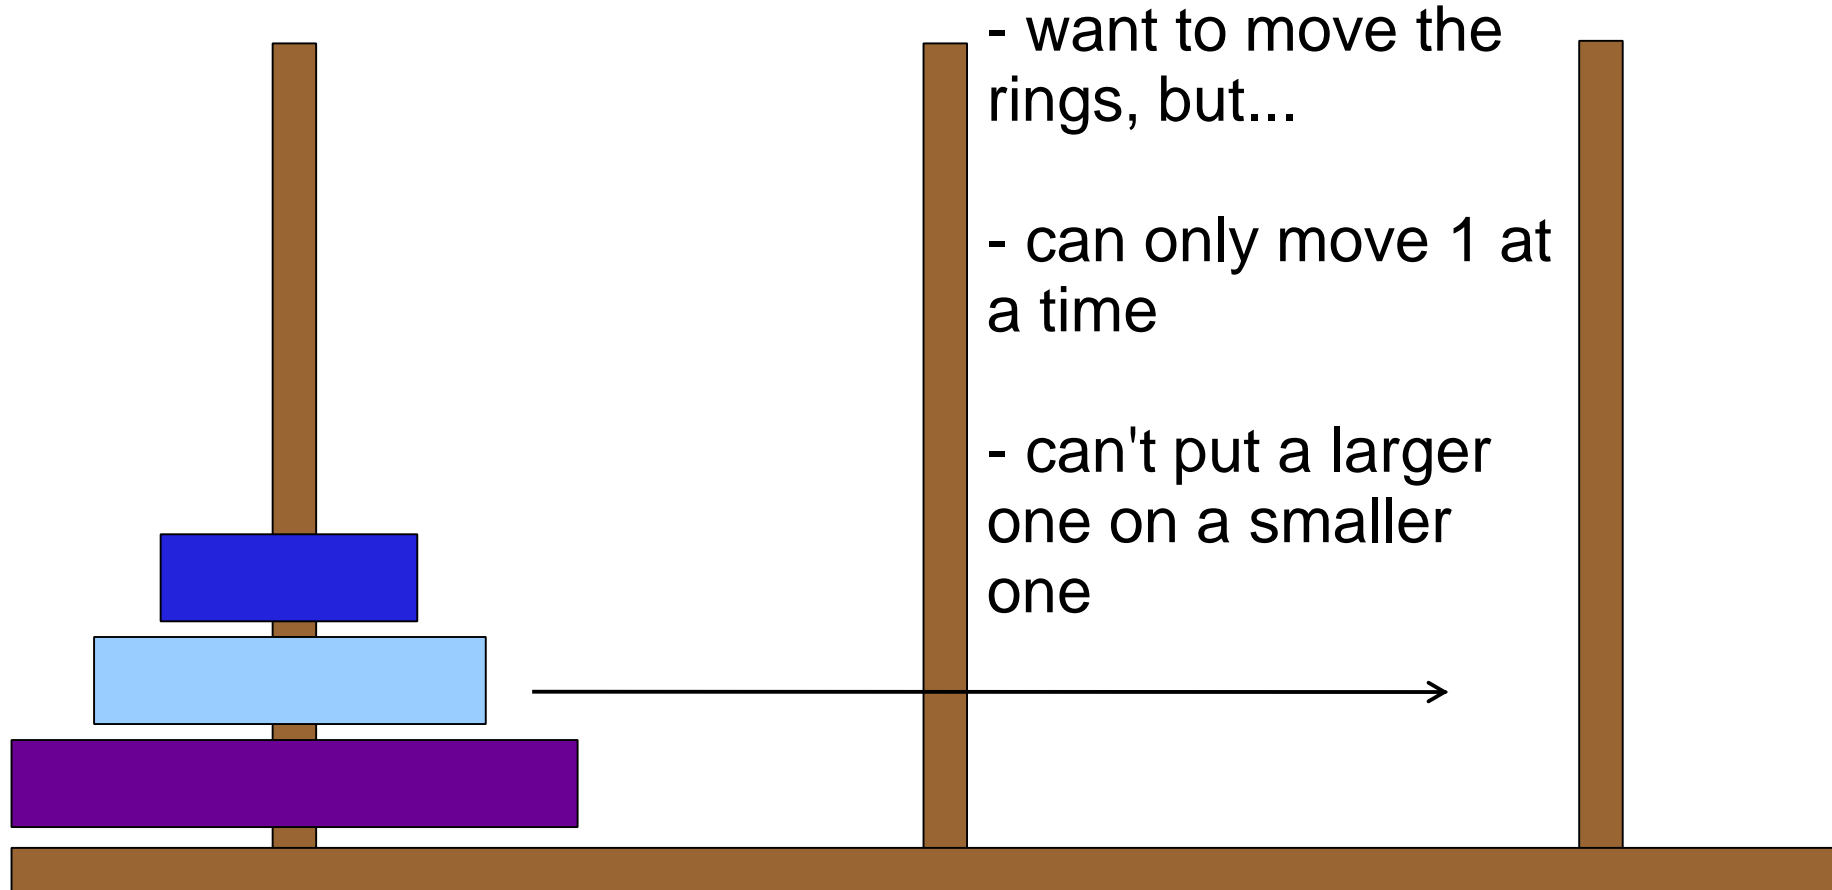 - want to move the
rings, but...
- can only move 1 at
a time
- can't put a larger
one on a smaller
one